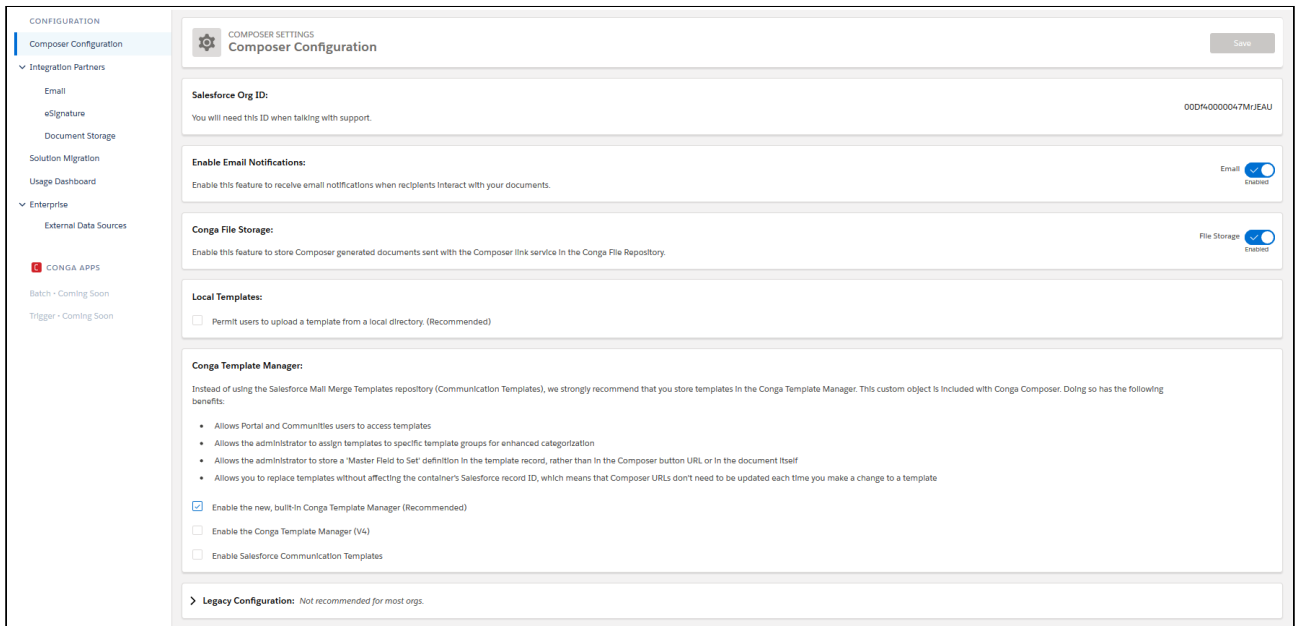 CONFIGURATION
Composer Configuration
Integration Partners
Email
eSignature
Document Storage
Solution Migration
Usage Dashboard
Enterprise
External Data Sources
C CONGA APPS
Batch - Coming Soon
Trigger - Coming Soon
COMPOSER SETTINGS
Composer Configuration
Save
Salesforce Org ID:
You will need this ID when talking with support.
00Df40000047MrJEAU
Enable Email Notifications:
Enable this feature to receive email notifications when recipients interact with your documents.
Email
Enabled
Conga File Storage:
Enable this feature to store Composer generated documents sent with the Composer link service in the Conga File Repository.
File Storage
Enabled
Local Templates:
Permit users to upload a template from a local directory. (Recommended)
Conga Template Manager:
Instead of using the Salesforce Mail Merge Templates repository (Communication Templates), we strongly recommend that you store templates in the Conga Template Manager. This custom object is included with Conga Composer. Doing so has the following
benefits:
• Allows Portal and Communities users to access templates
• Allows the administrator to assign templates to specific template groups for enhanced categorization
• Allows the administrator to store a 'Master Field to Set' definition in the template record, rather than in the Composer button URL or in the document itself
• Allows you to replace templates without affecting the container's Salesforce record ID, which means that Composer URLs don't need to be updated each time you make a change to a template
Enable the new, built-in Conga Template Manager (Recommended)
Enable the Conga Template Manager (V4)
Enable Salesforce Communication Templates
Legacy Configuration: Not recommended for most orgs.